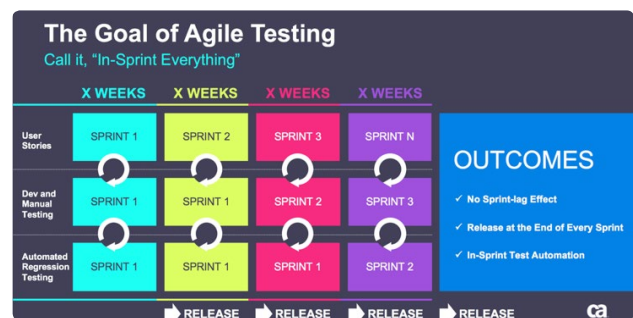 The Goal of Agile Testing
Call it, “In-Sprint Everything”
X WEEKS X WEEKS X WEEKS X WEEKS
User
Stories
SPRINT 1 SPRINT 2 SPRINT 3 SPRINT N
Dev and
Manual
Testing
SPRINT 1 SPRINT 1 SPRINT 2 SPRINT 3
Automated
Regression
Testing
SPRINT 1 SPRINT 1 SPRINT 1 SPRINT 2
OUTCOMES
✓ No Sprint-lag Effect
✓ Release at the End of Every Sprint
✓ In-Sprint Test Automation
RELEASE RELEASE RELEASE RELEASE
ca